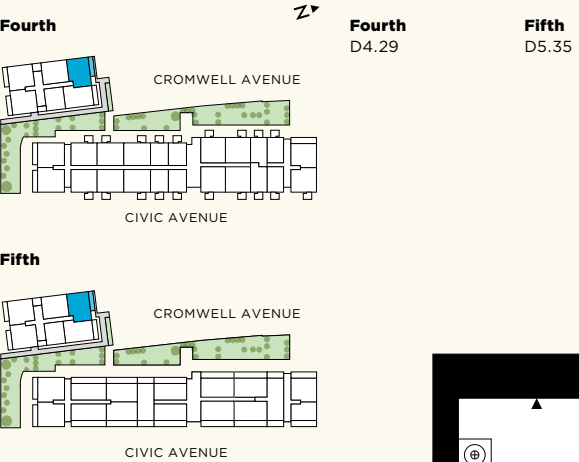 N
Fourth
CROMWELL AVENUE
CIVIC AVENUE
Fifth
CROMWELL AVENUE
CIVIC AVENUE
Fourth
D4.29
Fifth
D5.35